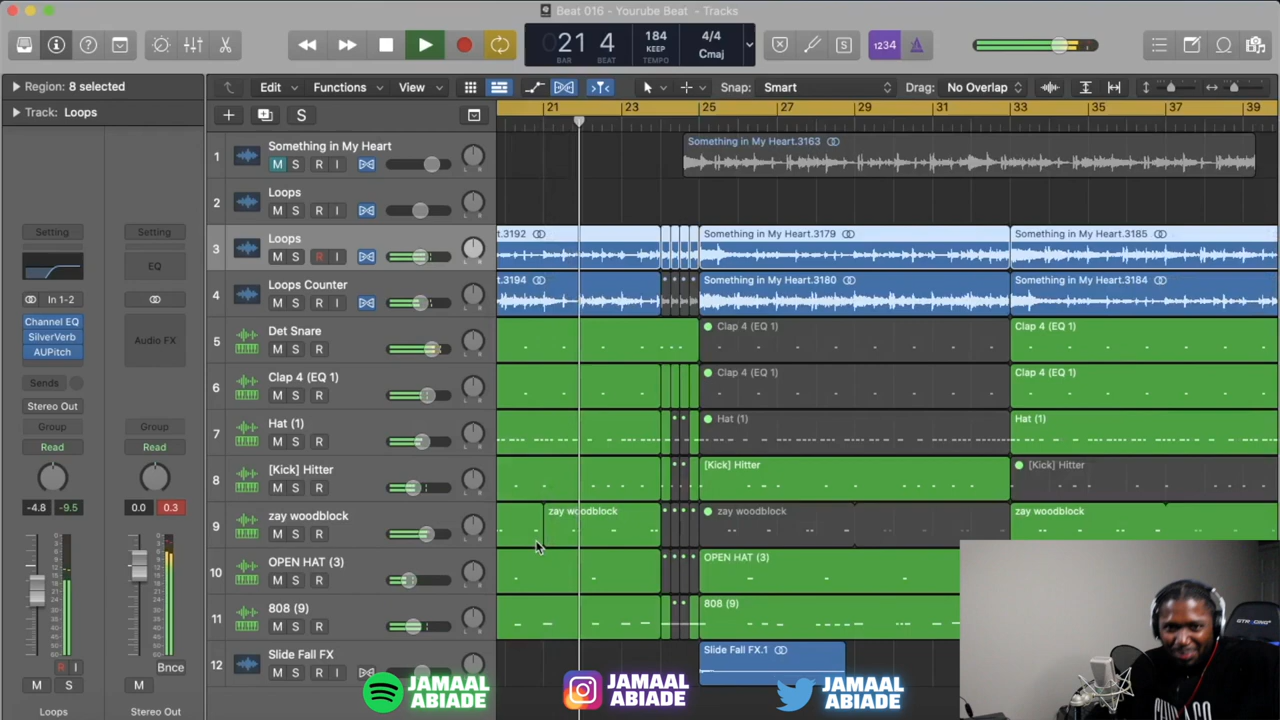 Beat 016 - Yourube Beat - Tracks
21 4
BAR BEAT
184
KEEP
TEMPO
4/4
Cmaj
1234
Region: 8 selected
Edit Functions View Snap: Smart Drag: No Overlap
Track: Loops
21 23 25 27 29 31 33 35 37 39
1 Something in My Heart
M S R I
L R
Something in My Heart.3163
2 Loops
M S R I
L R
3 Loops
M S R I
L R
t.3192
Something in My Heart.3179
Something in My Heart.3185
4 Loops Counter
M S R I
L R
t.3194
Something in My Heart.3180
Something in My Heart.3184
5 Det Snare
M S R
L R
Clap 4 (EQ 1)
Clap 4 (EQ 1)
6 Clap 4 (EQ 1)
M S R
L R
Clap 4 (EQ 1)
Clap 4 (EQ 1)
7 Hat (1)
M S R
L R
Hat (1)
Hat (1)
8 [Kick] Hitter
M S R
L R
[Kick] Hitter
[Kick] Hitter
9 zay woodblock
M S R
L R
zay woodblock
zay woodblock
zay woodblock
10 OPEN HAT (3)
M S R
L R
OPEN HAT (3)
11 808 (9)
M S R
L R
808 (9)
12 Slide Fall FX
M S R
Slide Fall FX.1
Setting Setting
EQ
In 1-2
Channel EQ
SilverVerb
AUPitch
Audio FX
Sends
Stereo Out
Group Group
Read Read
-4.8 -9.5 0.0 0.3
R I Bnce
M S M
Loops Stereo Out
JAMAAL
ABIADE
JAMAAL
ABIADE
JAMAAL
ABIADE
CHICAGO